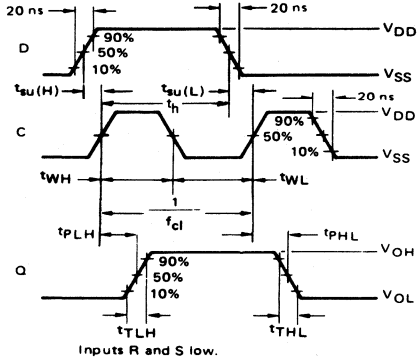 20 ns
20 ns
V_DD
D
90%
50%
10%
V_SS
t_su(H)
t_su(L)
t_h
20 ns
V_DD
C
90%
50%
50%
10%
V_SS
t_WH
t_WL
1
f_cl
t_PLH
t_PHL
V_OH
Q
90%
50%
10%
V_OL
t_TLH
t_THL
Inputs R and S low.